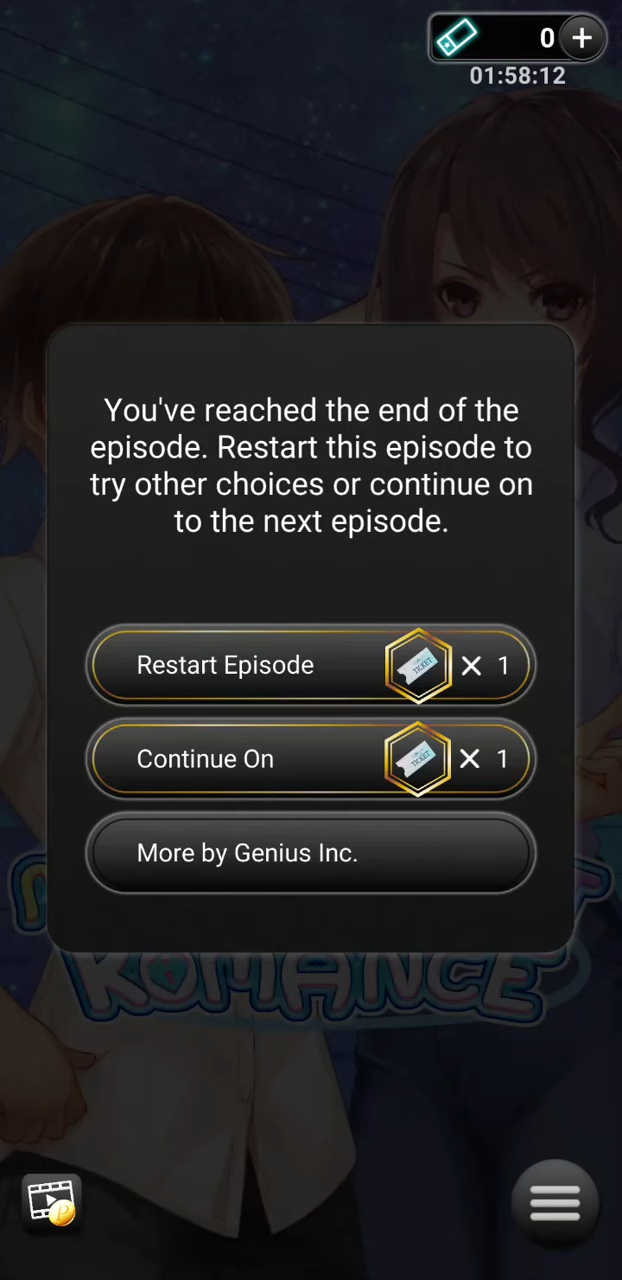 0 +
01:58:12
You've reached the end of the
episode. Restart this episode to
try other choices or continue on
to the next episode.
Restart Episode TICKET × 1
Continue On TICKET × 1
More by Genius Inc.
ROMANCE
P